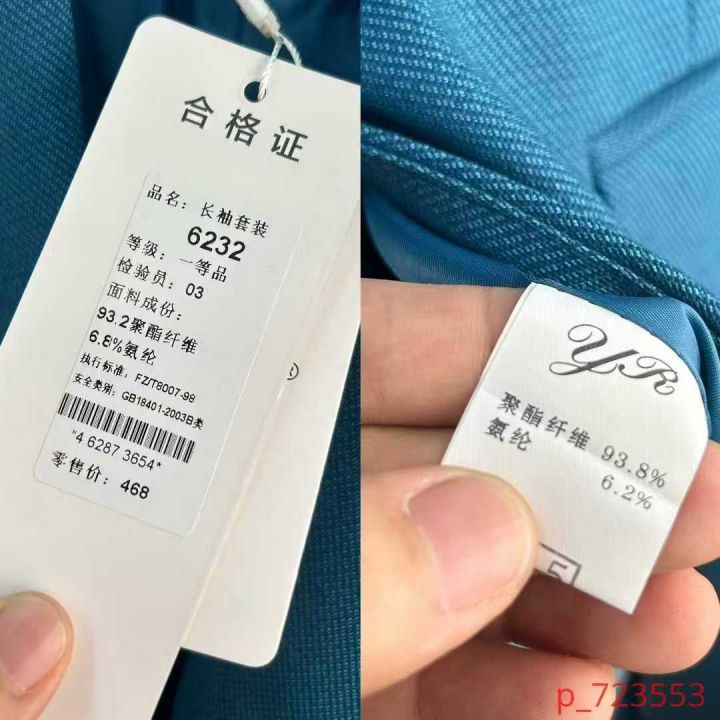 合格证
品名：长袖套装
6232
等级：一等品
检验员：03
面料成份：
93.2聚酯纤维
6.8%氨纶
执行标准：FZ/T8007-98
安全类别：GB18401-2003B类
*4 6287 3654*
零售价：468
®
YR
聚酯纤维 93.8%
氨纶 6.2%
5
p_723553